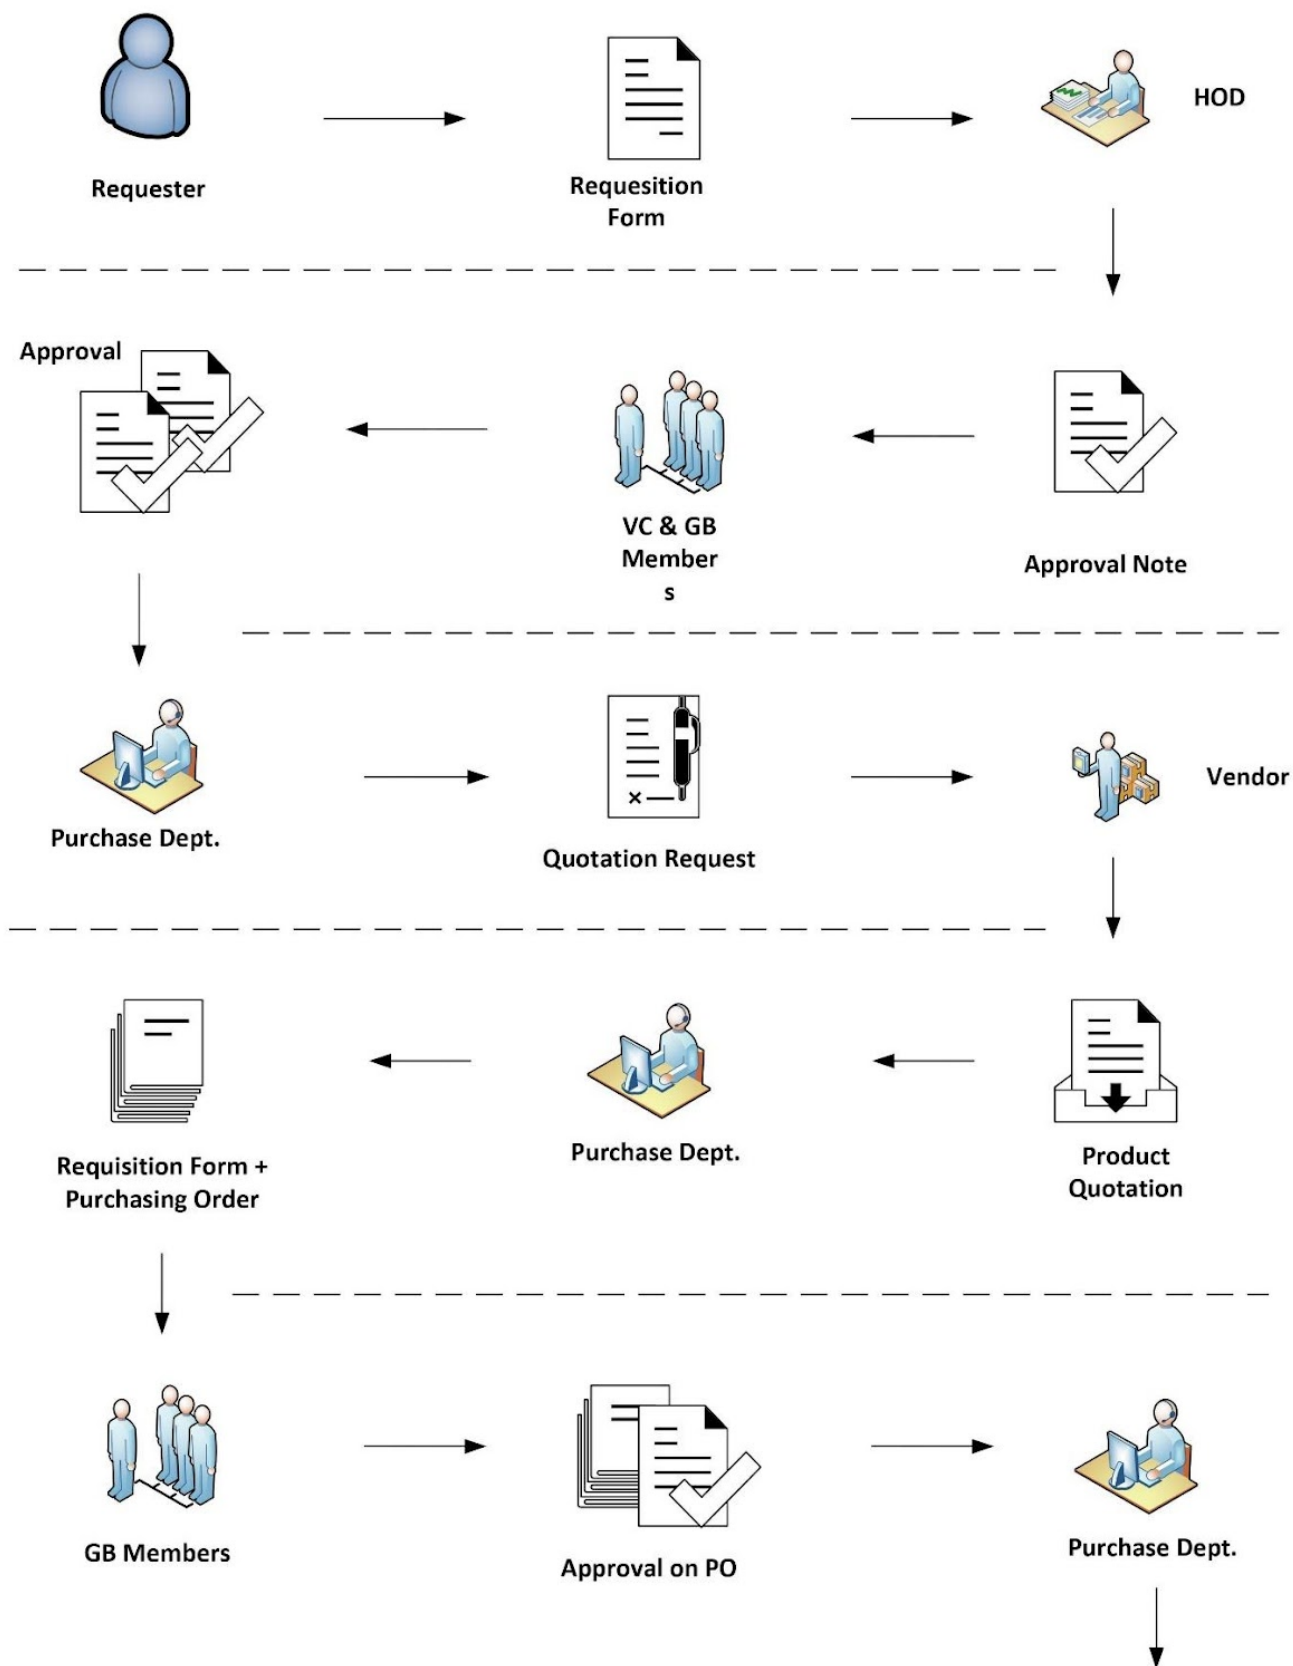 Requester
Requesition
Form
HOD
Approval
VC & GB
Member
s
Approval Note
Purchase Dept.
Quotation Request
Vendor
Requisition Form +
Purchasing Order
Purchase Dept.
Product
Quotation
GB Members
Approval on PO
Purchase Dept.